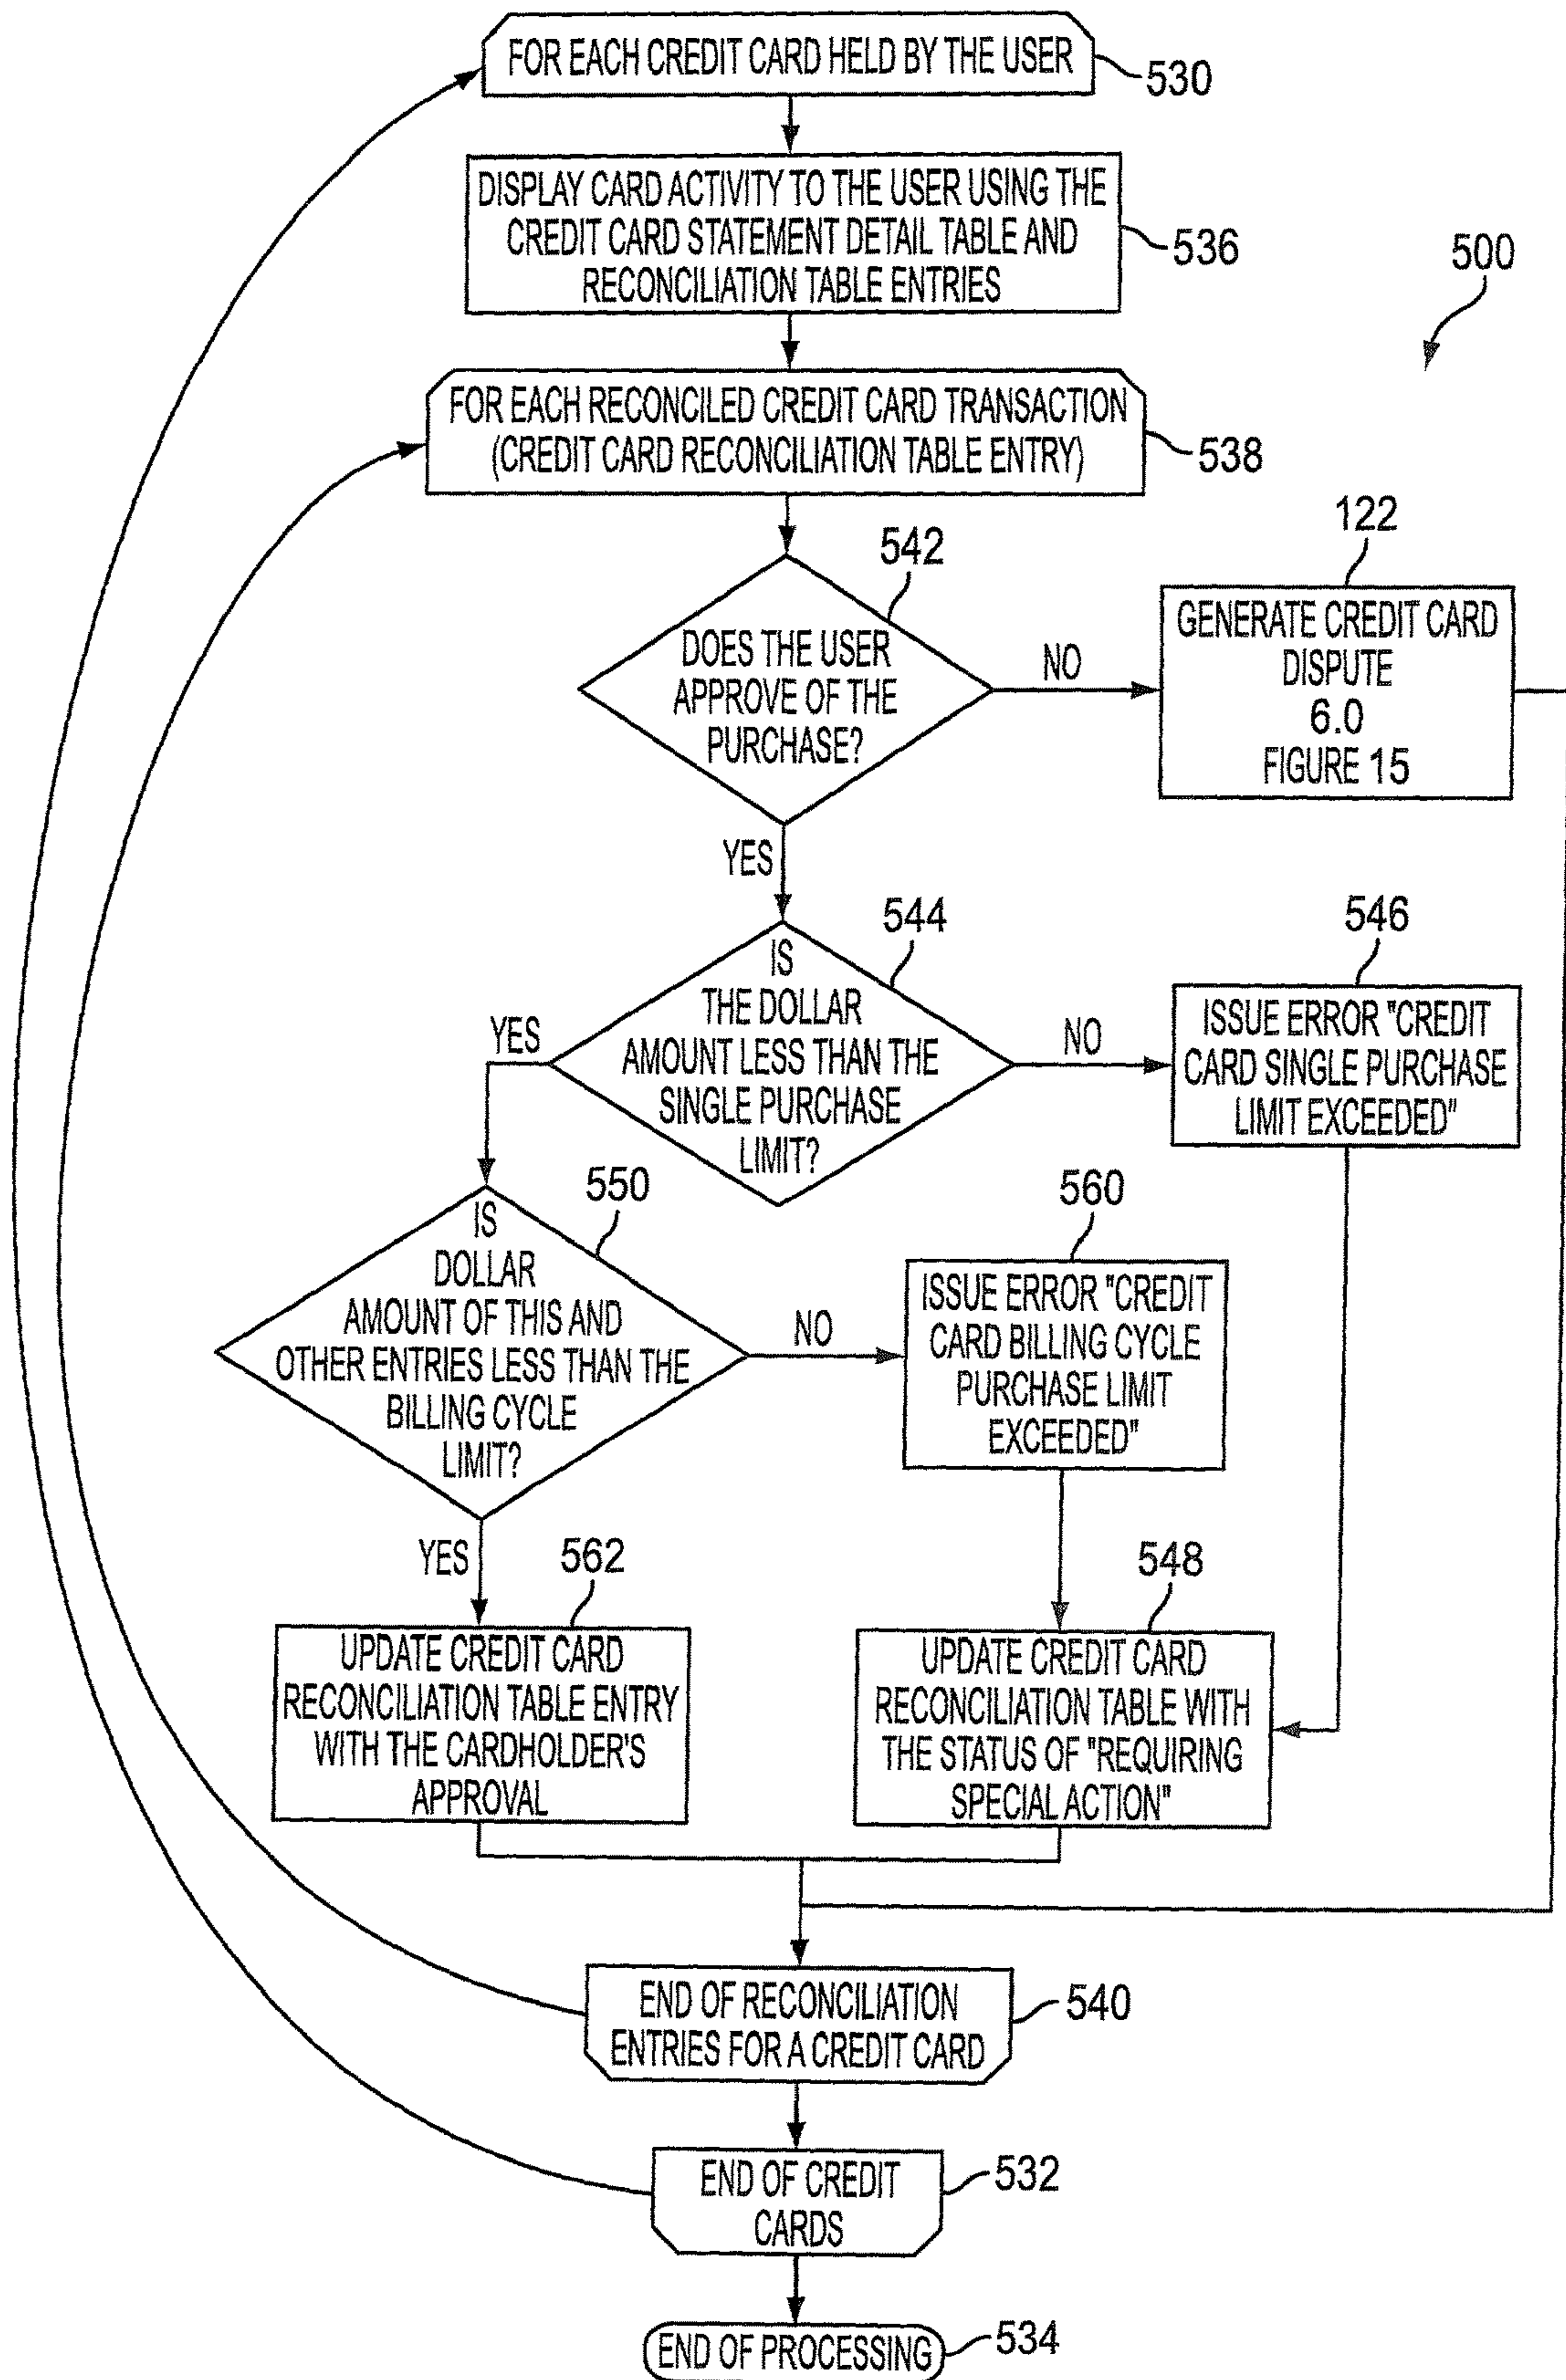 FOR EACH CREDIT CARD HELD BY THE USER
530
DISPLAY CARD ACTIVITY TO THE USER USING THE
CREDIT CARD STATEMENT DETAIL TABLE AND
RECONCILIATION TABLE ENTRIES
536
500
FOR EACH RECONCILED CREDIT CARD TRANSACTION
(CREDIT CARD RECONCILIATION TABLE ENTRY)
538
542
DOES THE USER
APPROVE OF THE
PURCHASE?
NO
122
GENERATE CREDIT CARD
DISPUTE
6.0
FIGURE 15
YES
544
IS
THE DOLLAR
AMOUNT LESS THAN THE
SINGLE PURCHASE
LIMIT?
YES
NO
546
ISSUE ERROR "CREDIT
CARD SINGLE PURCHASE
LIMIT EXCEEDED"
550
IS
DOLLAR
AMOUNT OF THIS AND
OTHER ENTRIES LESS THAN THE
BILLING CYCLE
LIMIT?
NO
560
ISSUE ERROR "CREDIT
CARD BILLING CYCLE
PURCHASE LIMIT
EXCEEDED"
YES
562
UPDATE CREDIT CARD
RECONCILIATION TABLE ENTRY
WITH THE CARDHOLDER'S
APPROVAL
548
UPDATE CREDIT CARD
RECONCILIATION TABLE WITH
THE STATUS OF "REQUIRING
SPECIAL ACTION"
END OF RECONCILIATION
ENTRIES FOR A CREDIT CARD
540
END OF CREDIT
CARDS
532
END OF PROCESSING
534